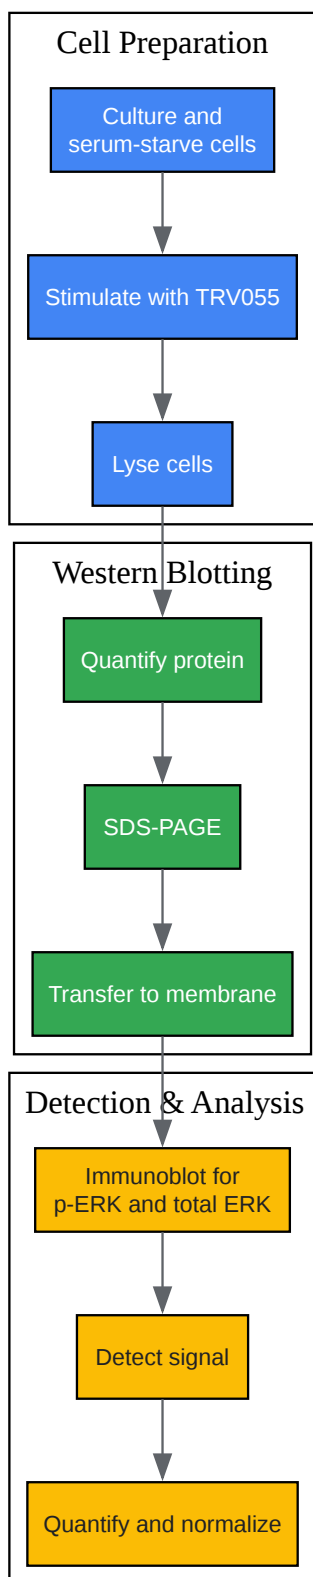 Cell Preparation
Culture and
serum-starve cells
Stimulate with TRV055
Lyse cells
Western Blotting
Quantify protein
SDS-PAGE
Transfer to membrane
Detection & Analysis
Immunoblot for
p-ERK and total ERK
Detect signal
Quantify and normalize